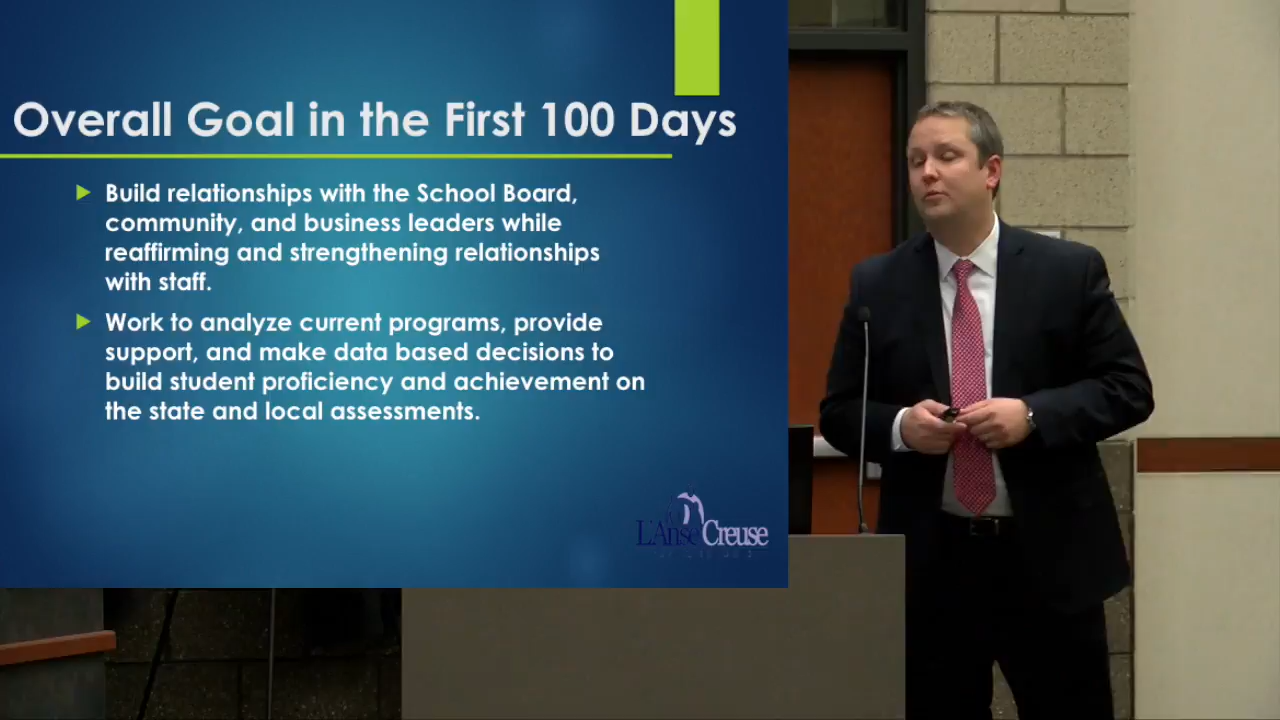 Overall Goal in the First 100 Days
Build relationships with the School Board,
community, and business leaders while
reaffirming and strengthening relationships
with staff.
Work to analyze current programs, provide
support, and make data based decisions to
build student proficiency and achievement on
the state and local assessments.
L'Anse Creuse